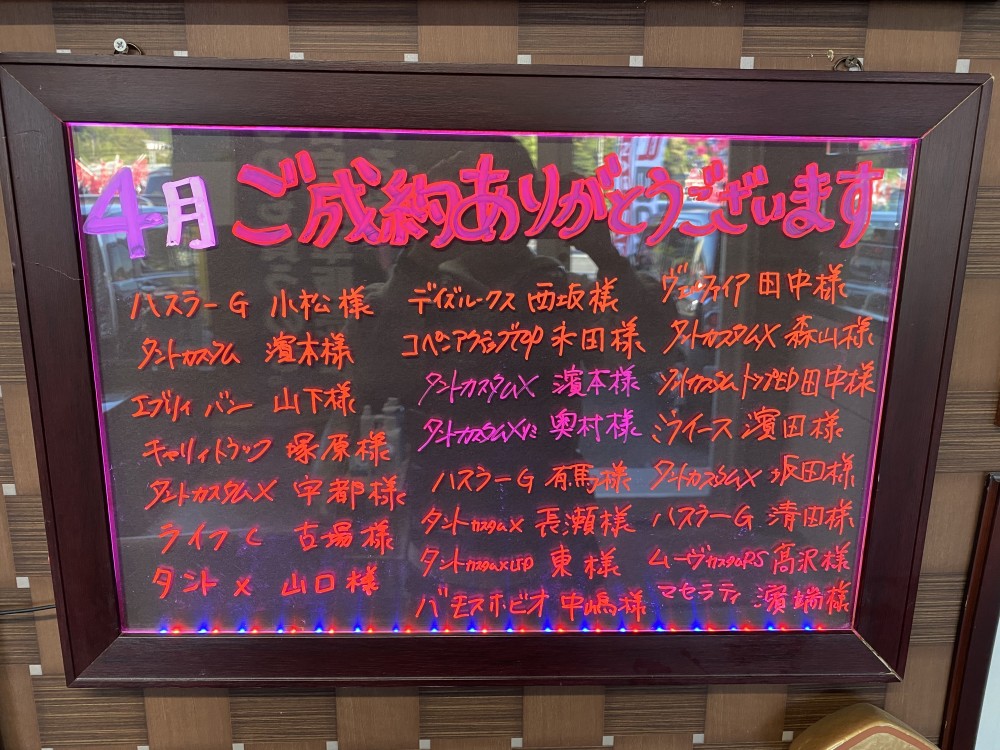 4月 ご成約ありがとうございます
ハスラーG 小松様
タントカスタム 濱本様
エブリィ バン 山下様
キャリィトラック 塚原様
タントカスタムX 宇都様
ライフ C 古場様
タント X 山口様
デイズルークス 西坂様
コペンアクティブTOP 永田様
タントカスタムX 濱本様
タントカスタムX 奥村様
ハスラーG 有馬様
タントカスタムX 長瀬様
タントカスタムX 東様
バモスホビオ 中嶋様
ヴェルファイア 田中様
タントカスタムX 森山様
タントカスタムトップED 田中様
ミライース 濱田様
タントカスタムX 坂田様
ハスラーG 清田様
ムーヴカスタムRS 髙沢様
マセラティ 濱端様